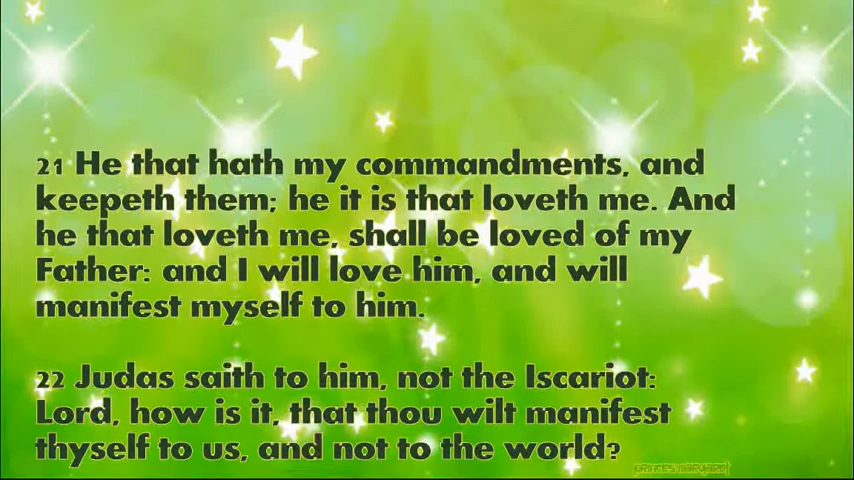 21 He that hath my commandments, and
keepeth them; he it is that loveth me. And
he that loveth me, shall be loved of my
Father: and I will love him, and will
manifest myself to him.
22 Judas saith to him, not the Iscariot:
Lord, how is it, that thou wilt manifest
thyself to us, and not to the world?